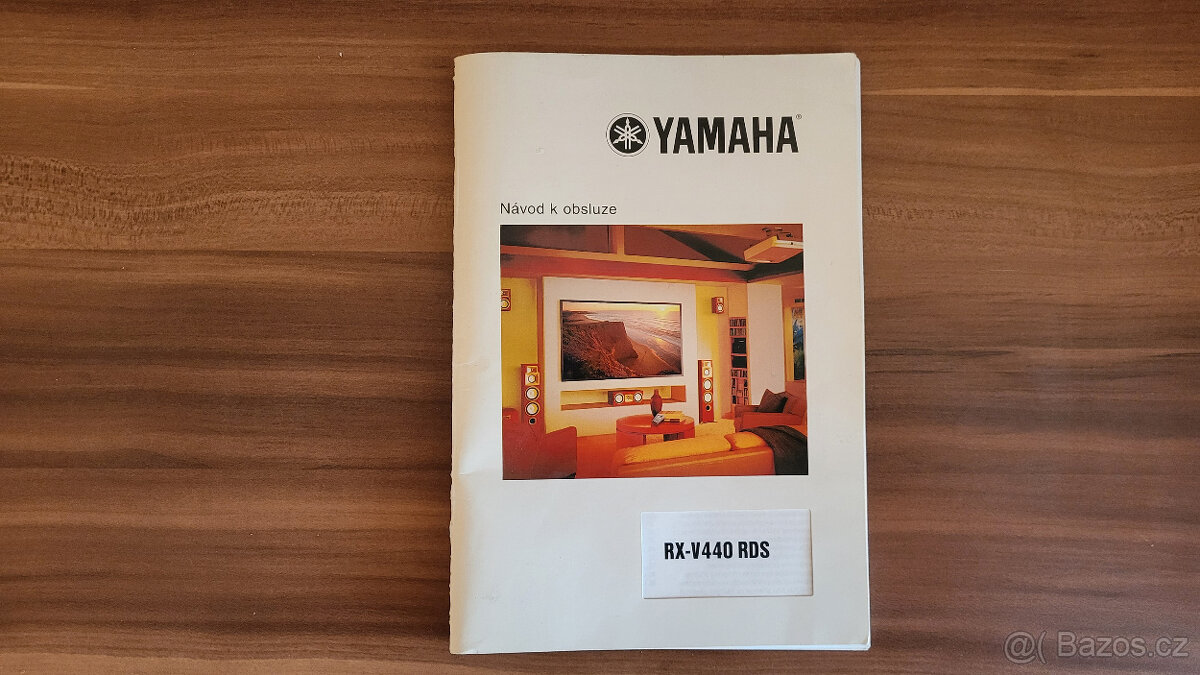 YAMAHA®
Návod k obsluze
RX-V440 RDS
@( Bazos.cz